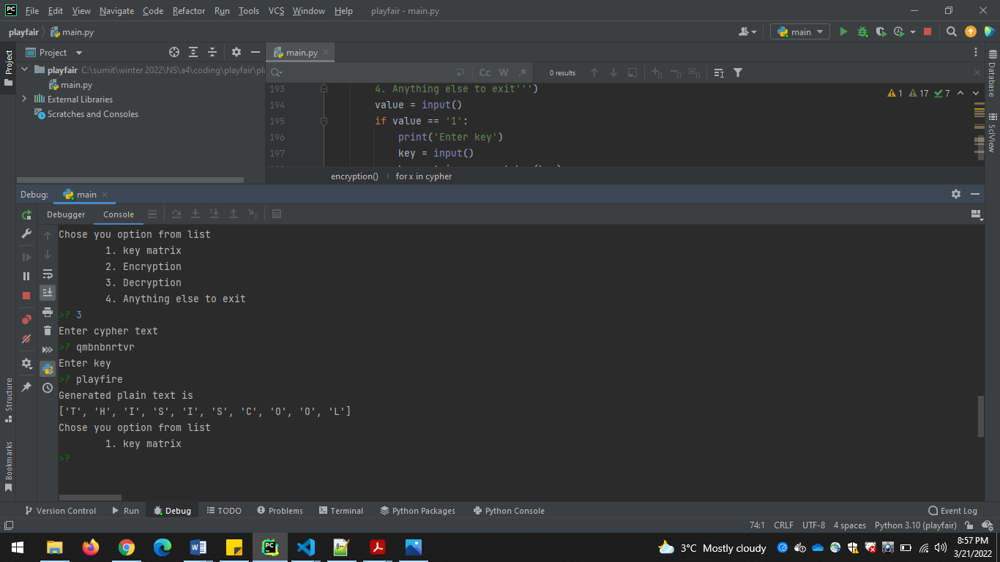 File Edit View Navigate Code Refactor Run Tools VCS Window Help playfair - main.py
playfair main.py
main
Project
main.py
playfair C:\sumit\winter 2022\NS\a4\coding\playfair\pl
main.py
External Libraries
Scratches and Consoles
Cc W .* 0 results
1 17 7
193 4. Anything else to exit''')
194 value = input()
195 if value == '1':
196 print('Enter key')
197 key = input()
encryption() for x in cypher
Project
Database
SciView
Debug: main
Debugger Console
Chose you option from list
1. key matrix
2. Encryption
3. Decryption
4. Anything else to exit
>? 3
Enter cypher text
>? qmbnbnrtvr
Enter key
>? playfire
Generated plain text is
['T', 'H', 'I', 'S', 'I', 'S', 'C', 'O', 'O', 'L']
Chose you option from list
1. key matrix
>?
Structure
Bookmarks
Version Control Run Debug TODO Problems Terminal Python Packages Python Console Event Log
74:1 CRLF UTF-8 4 spaces Python 3.10 (playfair)
3°C Mostly cloudy
8:57 PM
3/21/2022